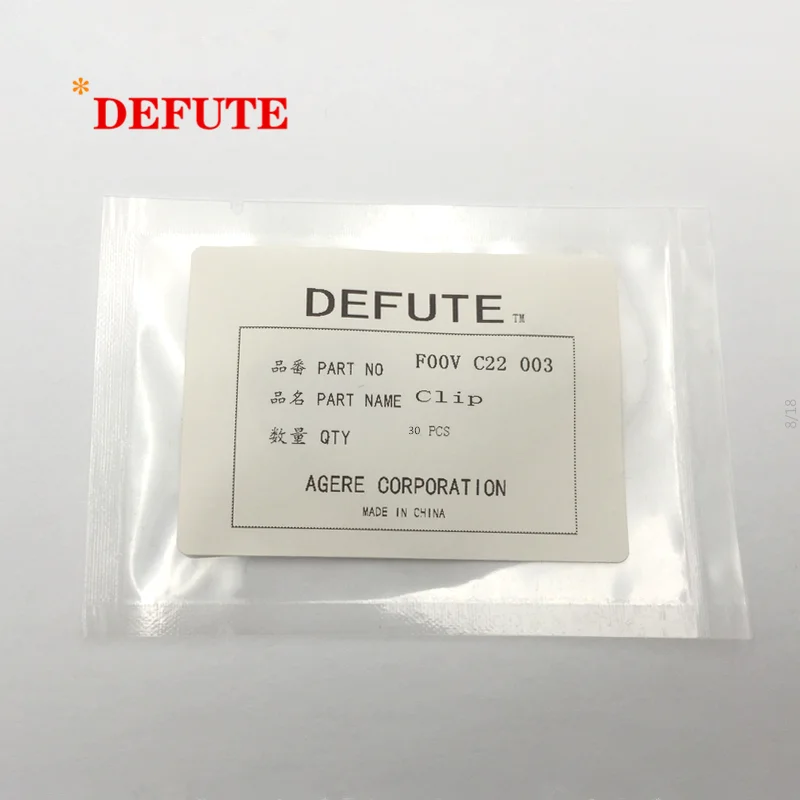 *DEFUTE
DEFUTE™
品番 PART NO F00V C22 003
品名 PART NAME Clip
数量 QTY 30 PCS
AGERE CORPORATION
MADE IN CHINA
8/18